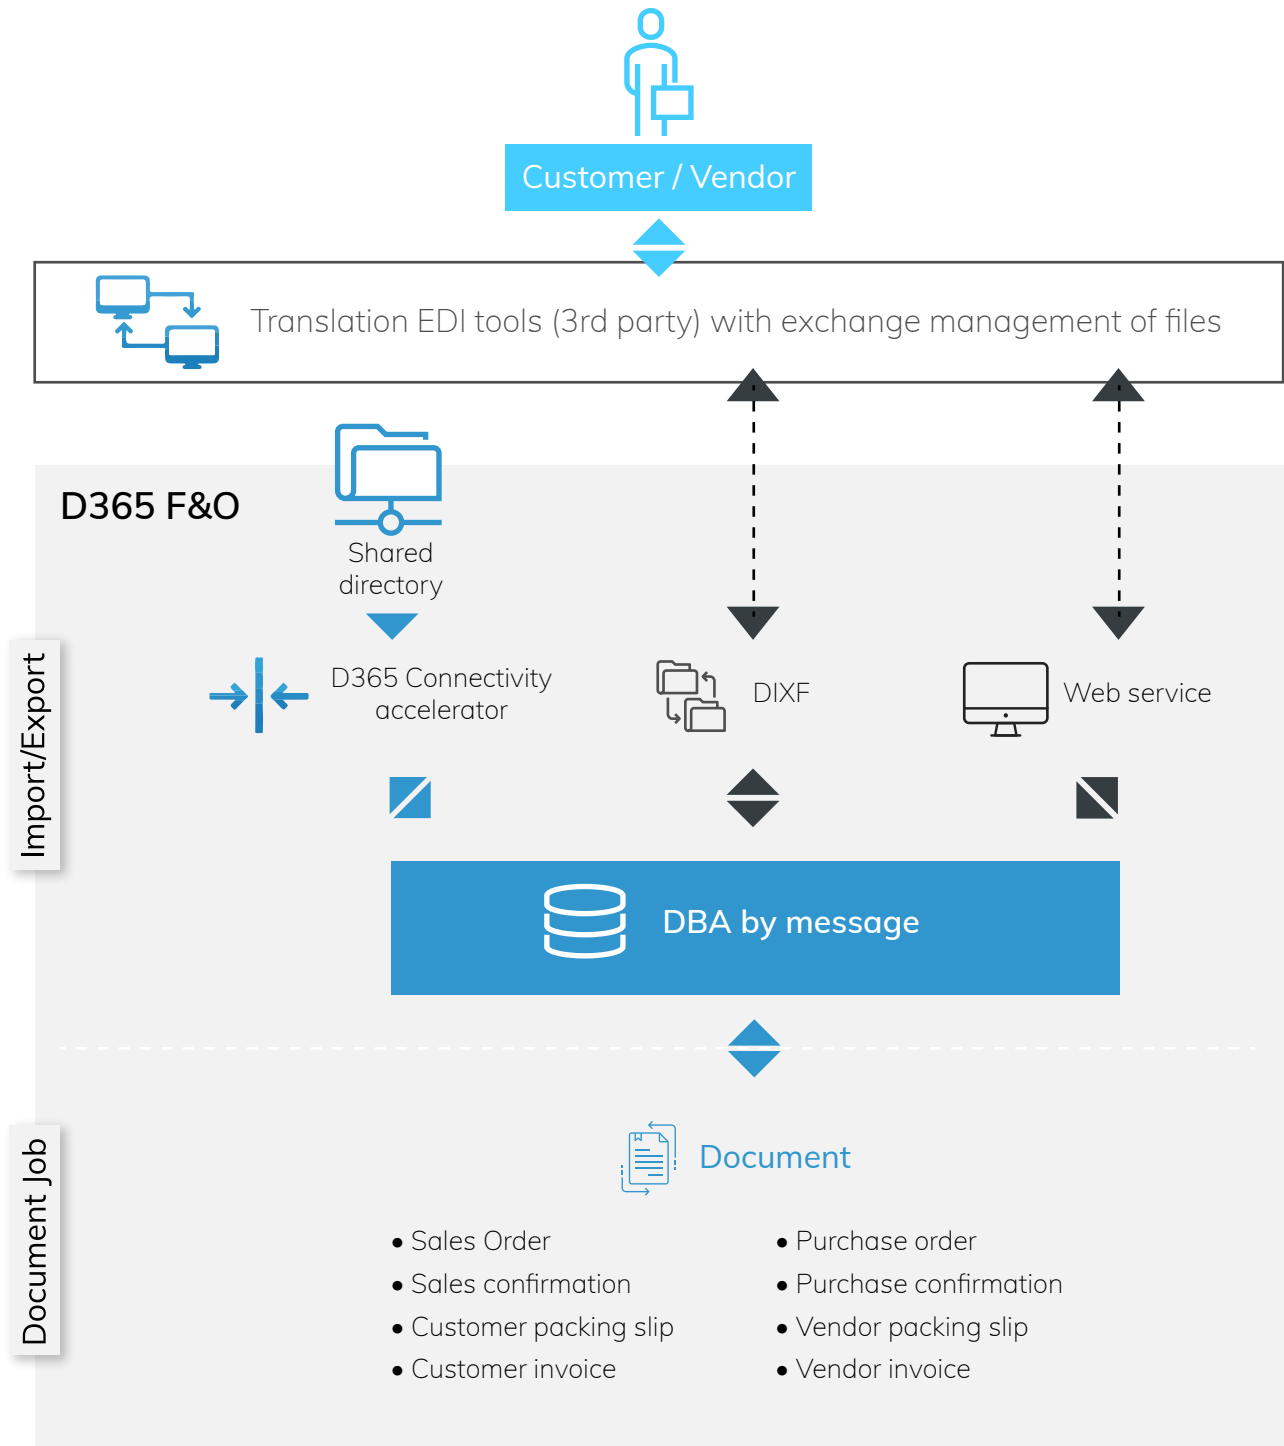 Customer / Vendor
Translation EDI tools (3rd party) with exchange management of files
D365 F&O
Shared
directory
Import/Export
D365 Connectivity
accelerator
DIXF
Web service
DBA by message
Document Job
Document
• Sales Order
• Sales confirmation
• Customer packing slip
• Customer invoice
• Purchase order
• Purchase confirmation
• Vendor packing slip
• Vendor invoice